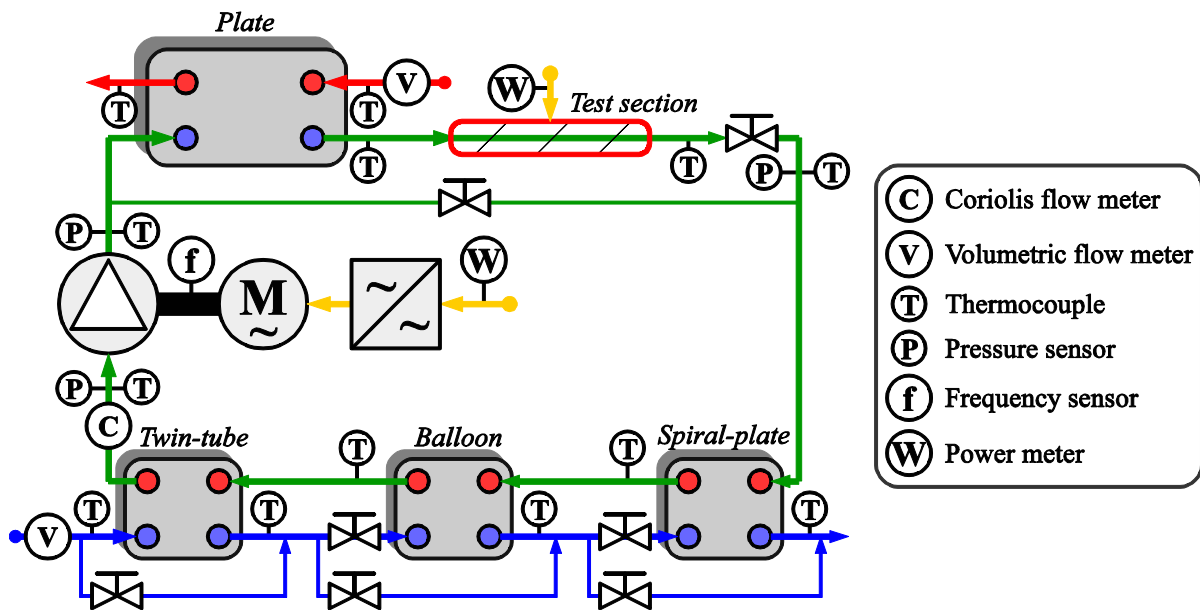 Plate
V
T
T
W
Test section
T
T
P
T
C
Coriolis flow meter
V
Volumetric flow meter
T
Thermocouple
P
Pressure sensor
f
Frequency sensor
W
Power meter
P
T
f
W
M
~
~
~
P
T
C
Twin-tube
Balloon
Spiral-plate
T
T
V
T
T
T
T